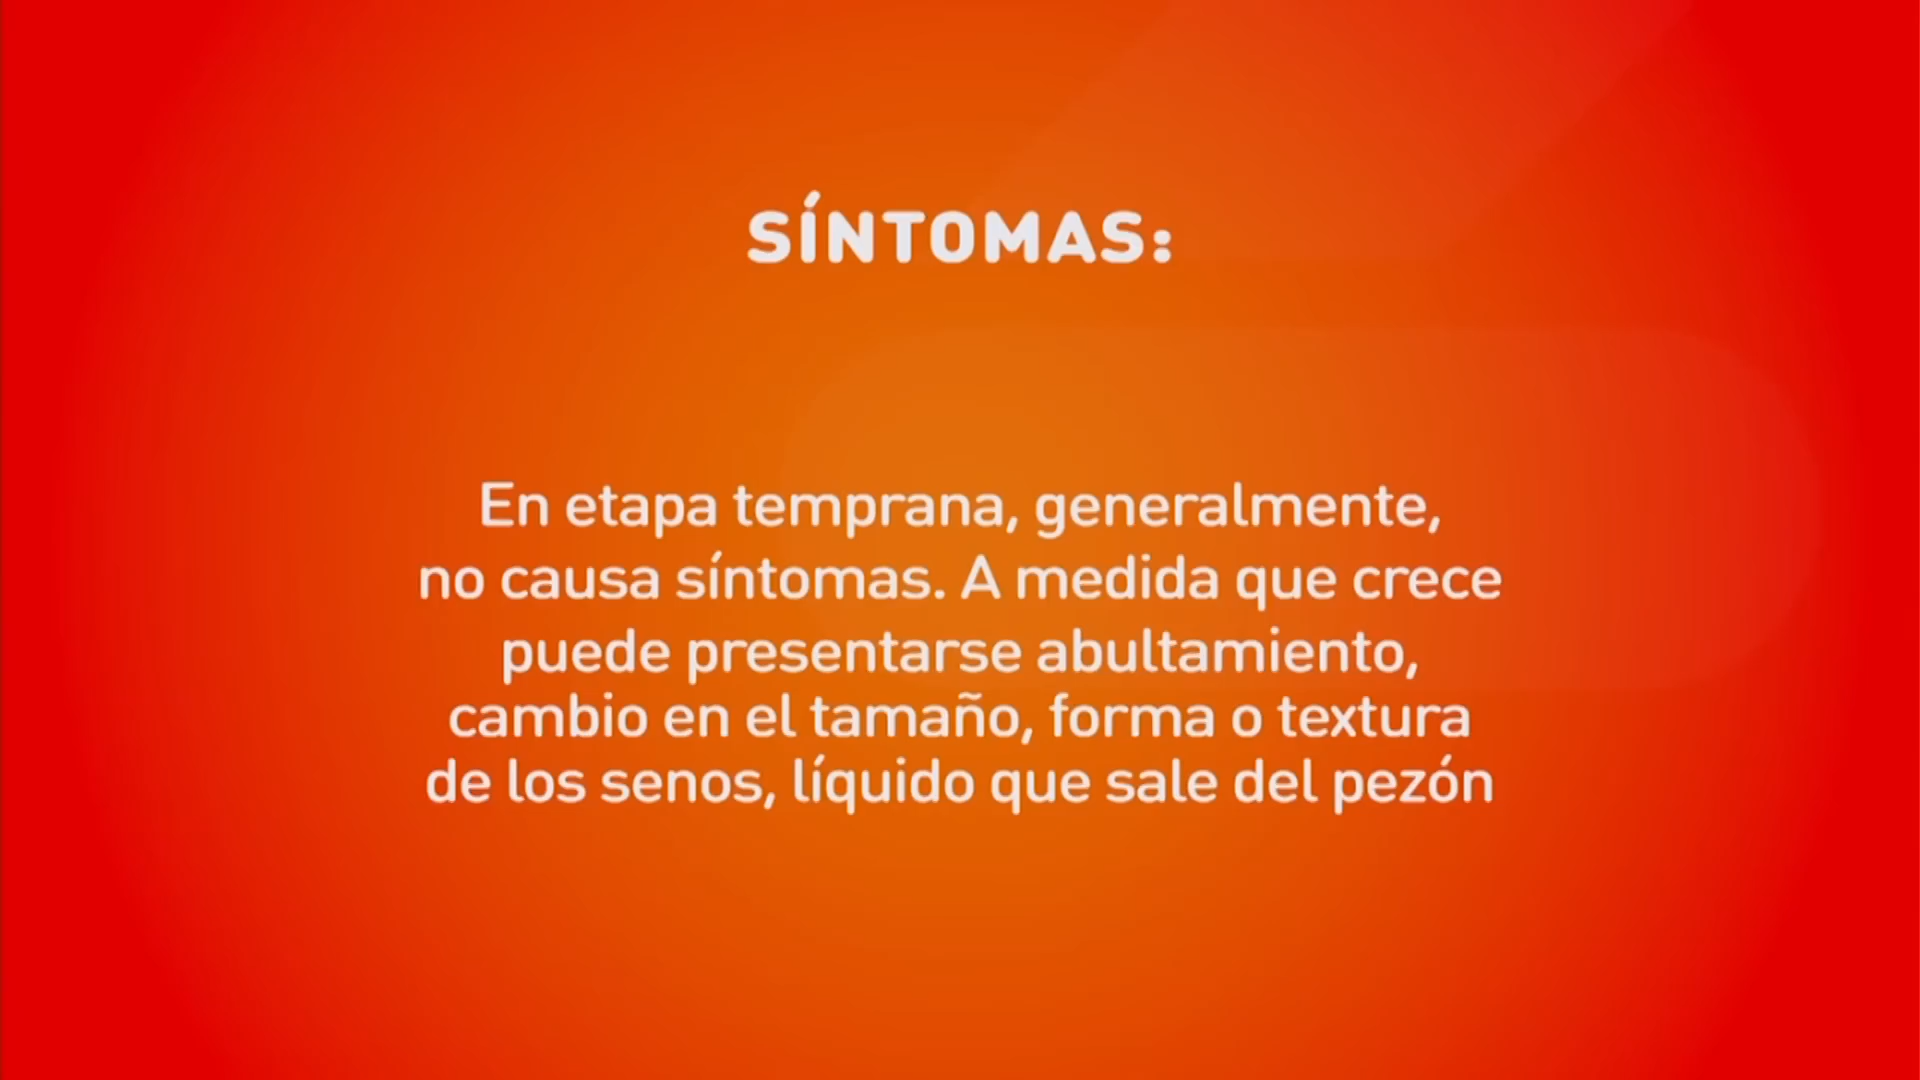 SÍNTOMAS:
En etapa temprana, generalmente,
no causa síntomas. A medida que crece
puede presentarse abultamiento,
cambio en el tamaño, forma o textura
de los senos, líquido que sale del pezón